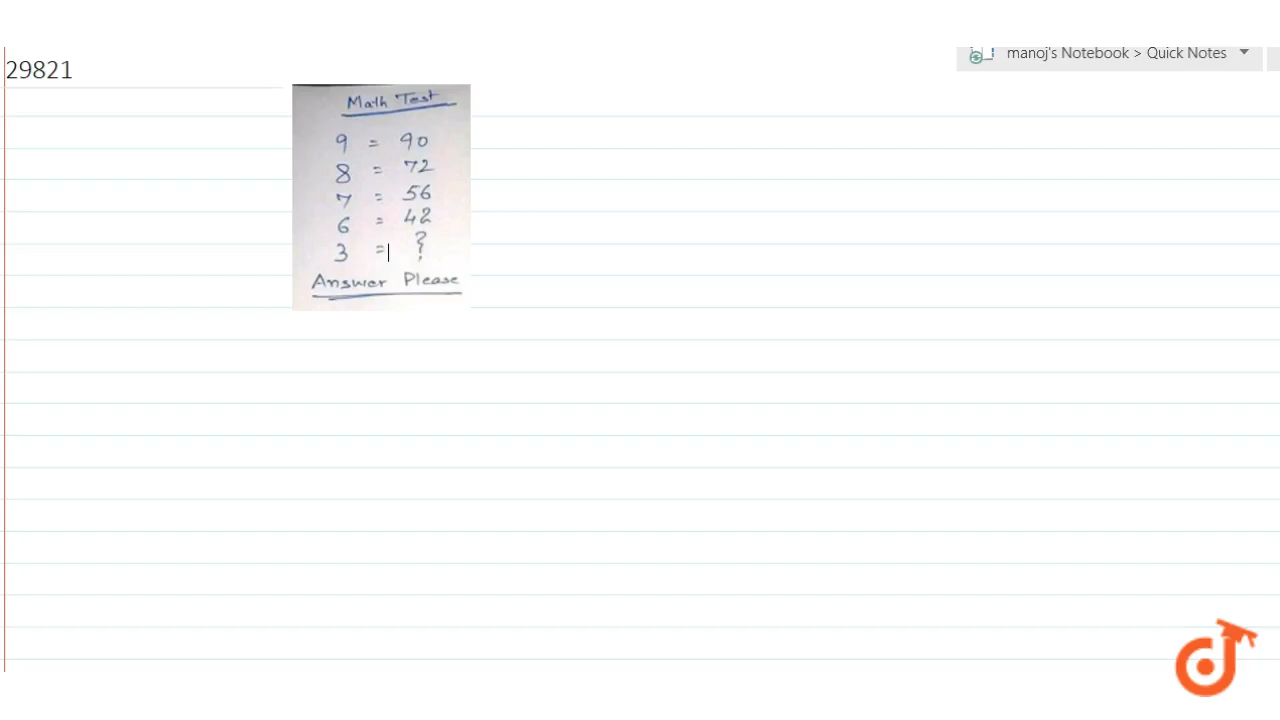 manoj's Notebook > Quick Notes
29821
Math Test
9 = 90
8 = 72
7 = 56
6 = 42
3 = ?
Answer Please